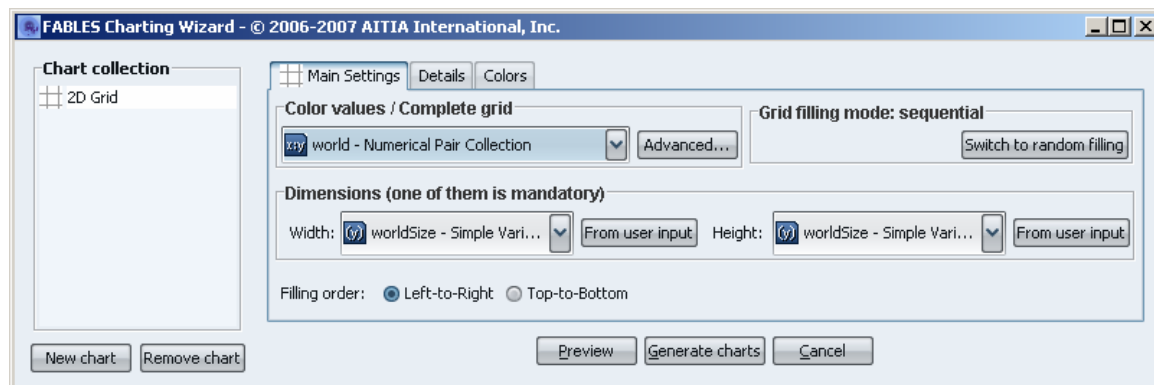 FABLES Charting Wizard - © 2006-2007 AITIA International, Inc.
Chart collection
2D Grid
New chart
Remove chart
Main Settings
Details
Colors
Color values / Complete grid
x:y world - Numerical Pair Collection
Advanced...
Grid filling mode: sequential
Switch to random filling
Dimensions (one of them is mandatory)
Width: (y) worldSize - Simple Vari... From user input Height: (y) worldSize - Simple Vari... From user input
Filling order: Left-to-Right Top-to-Bottom
Preview Generate charts Cancel